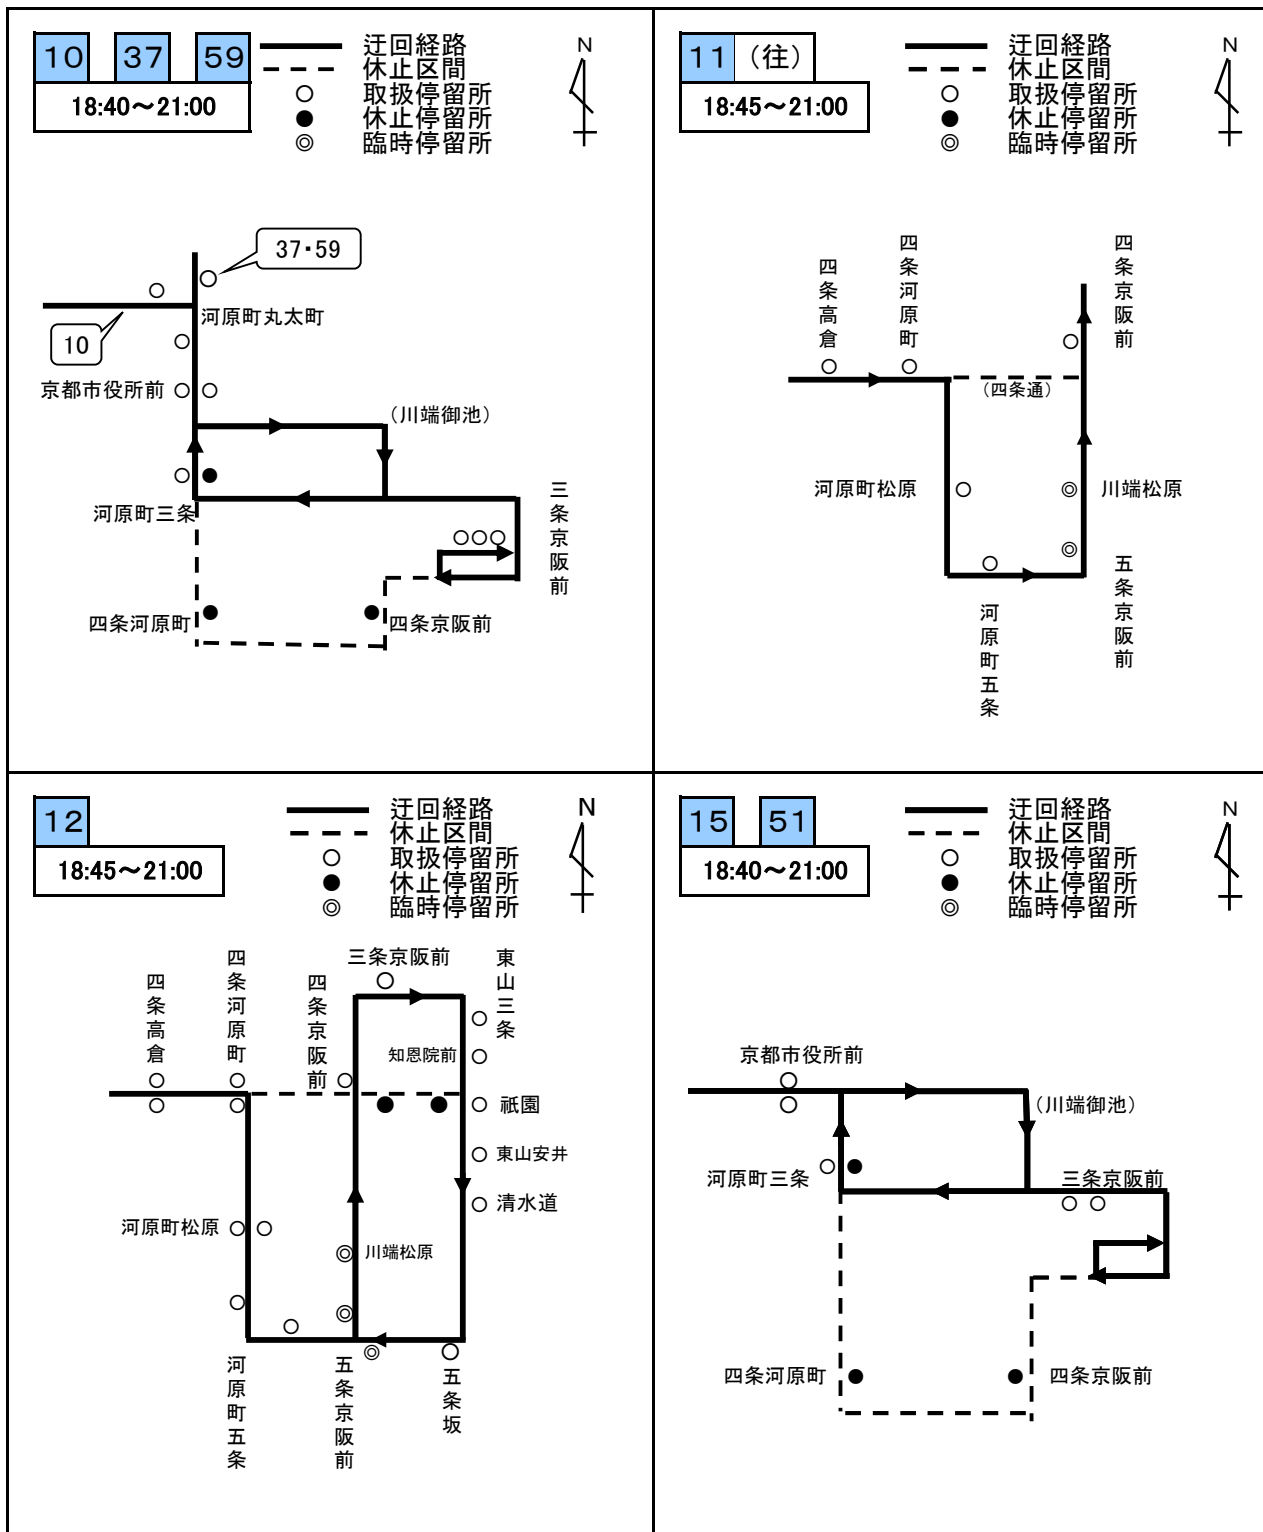 10 37 59
18:40～21:00
迂回経路
休止区間
取扱停留所
休止停留所
臨時停留所
N
37・59
河原町丸太町
10
京都市役所前
（川端御池）
河原町三条
三条京阪前
四条河原町
四条京阪前
11（往）
18:45～21:00
迂回経路
休止区間
取扱停留所
休止停留所
臨時停留所
N
四条高倉
四条河原町
四条京阪前
（四条通）
河原町松原
川端松原
河原町五条
五条京阪前
12
18:45～21:00
迂回経路
休止区間
取扱停留所
休止停留所
臨時停留所
N
四条高倉
四条河原町
四条京阪前
三条京阪前
東山三条
知恩院前
祇園
東山安井
清水道
河原町松原
川端松原
河原町五条
五条京阪前
五条坂
15 51
18:40～21:00
迂回経路
休止区間
取扱停留所
休止停留所
臨時停留所
N
京都市役所前
（川端御池）
河原町三条
三条京阪前
四条河原町
四条京阪前